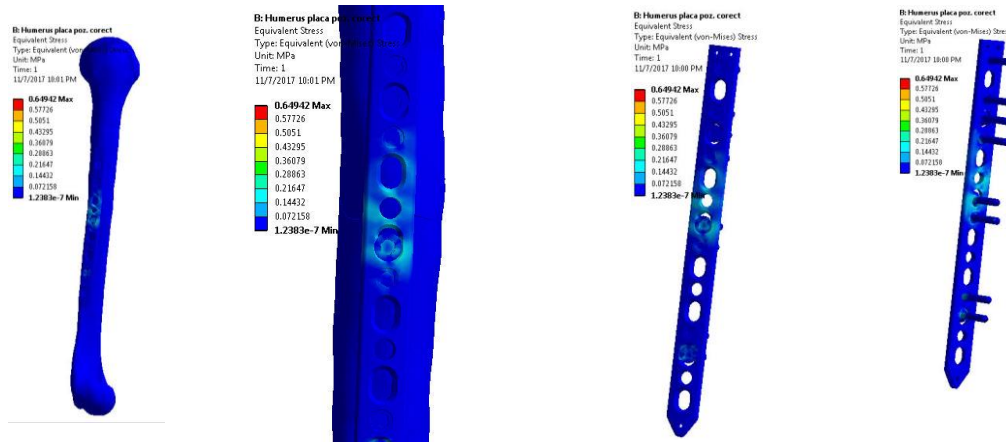 B: Humerus placa poz. corect
Equivalent Stress
Type: Equivalent (von-Mises) Stress
Unit: MPa
Time: 1
11/7/2017 10:01 PM
0.64942 Max
0.57726
0.5051
0.43295
0.36079
0.28863
0.21647
0.14432
0.072158
1.2383e-7 Min
B: Humerus placa poz. corect
Equivalent Stress
Type: Equivalent (von-Mises) Stress
Unit: MPa
Time: 1
11/7/2017 10:01 PM
0.64942 Max
0.57726
0.5051
0.43295
0.36079
0.28863
0.21647
0.14432
0.072158
1.2383e-7 Min
B: Humerus placa poz. corect
Equivalent Stress
Type: Equivalent (von-Mises) Stress
Unit: MPa
Time: 1
11/7/2017 10:00 PM
0.64942 Max
0.57726
0.5051
0.43295
0.36079
0.28863
0.21647
0.14432
0.072158
1.2383e-7 Min
B: Humerus placa poz. corect
Equivalent Stress
Type: Equivalent (von-Mises) Stress
Unit: MPa
Time: 1
11/7/2017 10:00 PM
0.64942 Max
0.57726
0.5051
0.43295
0.36079
0.28863
0.21647
0.14432
0.072158
1.2383e-7 Min